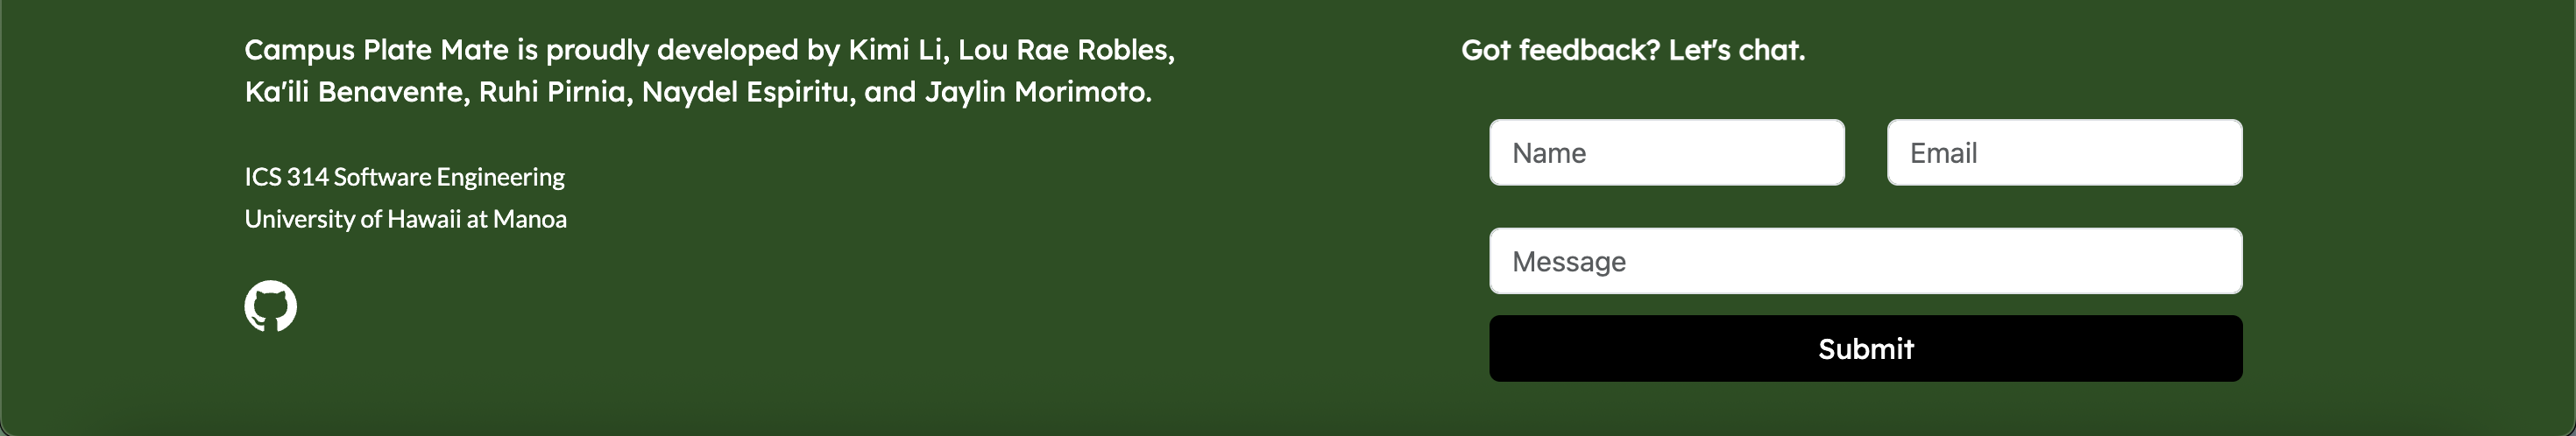 Campus Plate Mate is proudly developed by Kimi Li, Lou Rae Robles,
Ka'ili Benavente, Ruhi Pirnia, Naydel Espiritu, and Jaylin Morimoto.
ICS 314 Software Engineering
University of Hawaii at Manoa
Got feedback? Let's chat.
Name
Email
Message
Submit